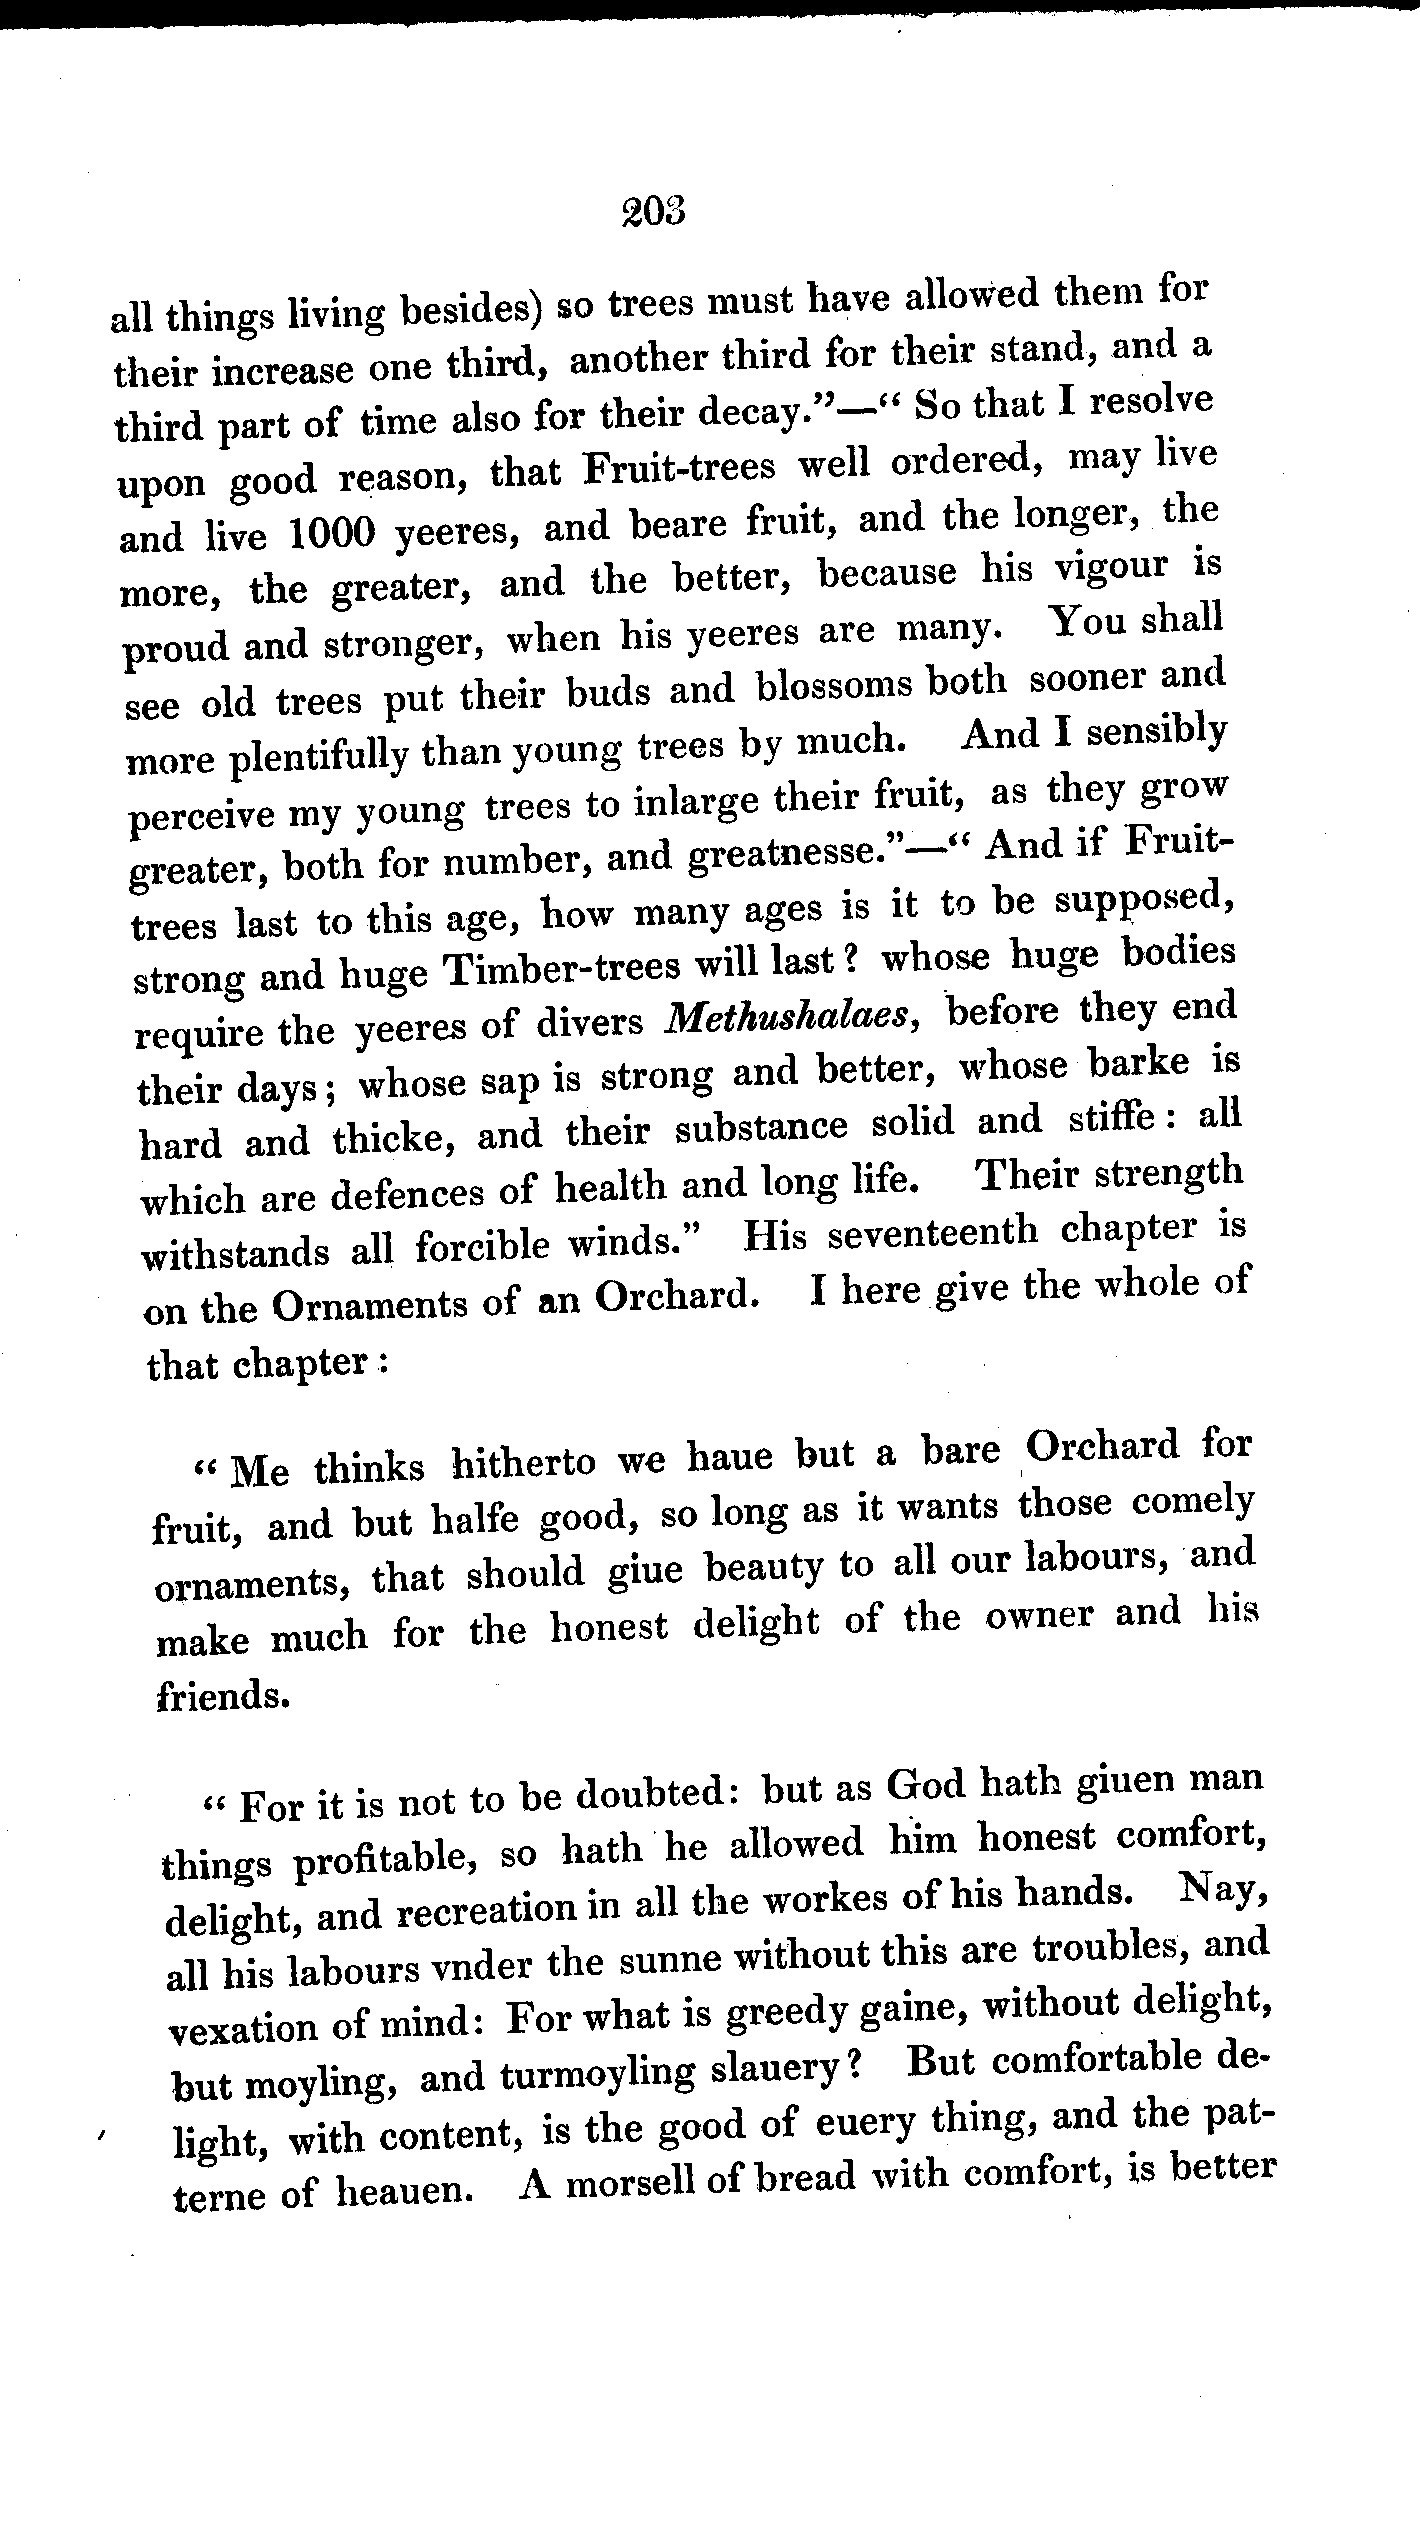 203
all things living besides) so trees must have allowed them for
their increase one third, another third for their stand, and a
third part of time also for their decay."—" So that I resolve
upon good reason, that Fruit-trees well ordered, may live
and live 1000 yeeres, and beare fruit, and the longer, the
more, the greater, and the better, because his vigour is
proud and stronger, when his yeeres are many. You shall
see old trees put their buds and blossoms both sooner and
more plentifully than young trees by much. And I sensibly
perceive my young trees to inlarge their fruit, as they grow
greater, both for number, and greatnesse."—" And if Fruit-
trees last to this age, how many ages is it to be supposed,
strong and huge Timber-trees will last? whose huge bodies
require the yeeres of divers Methushalaes, before they end
their days; whose sap is strong and better, whose barke is
hard and thicke, and their substance solid and stiffe: all
which are defences of health and long life. Their strength
withstands all forcible winds." His seventeenth chapter is
on the Ornaments of an Orchard. I here give the whole of
that chapter:
"Me thinks hitherto we haue but a bare Orchard for
fruit, and but halfe good, so long as it wants those comely
ornaments, that should giue beauty to all our labours, and
make much for the honest delight of the owner and his
friends.
"For it is not to be doubted: but as God hath giuen man
things profitable, so hath he allowed him honest comfort,
delight, and recreation in all the workes of his hands. Nay,
all his labours vnder the sunne without this are troubles, and
vexation of mind: For what is greedy gaine, without delight,
but moyling, and turmoyling slauery? But comfortable de-
light, with content, is the good of euery thing, and the pat-
terne of heauen. A morsell of bread with comfort, is better